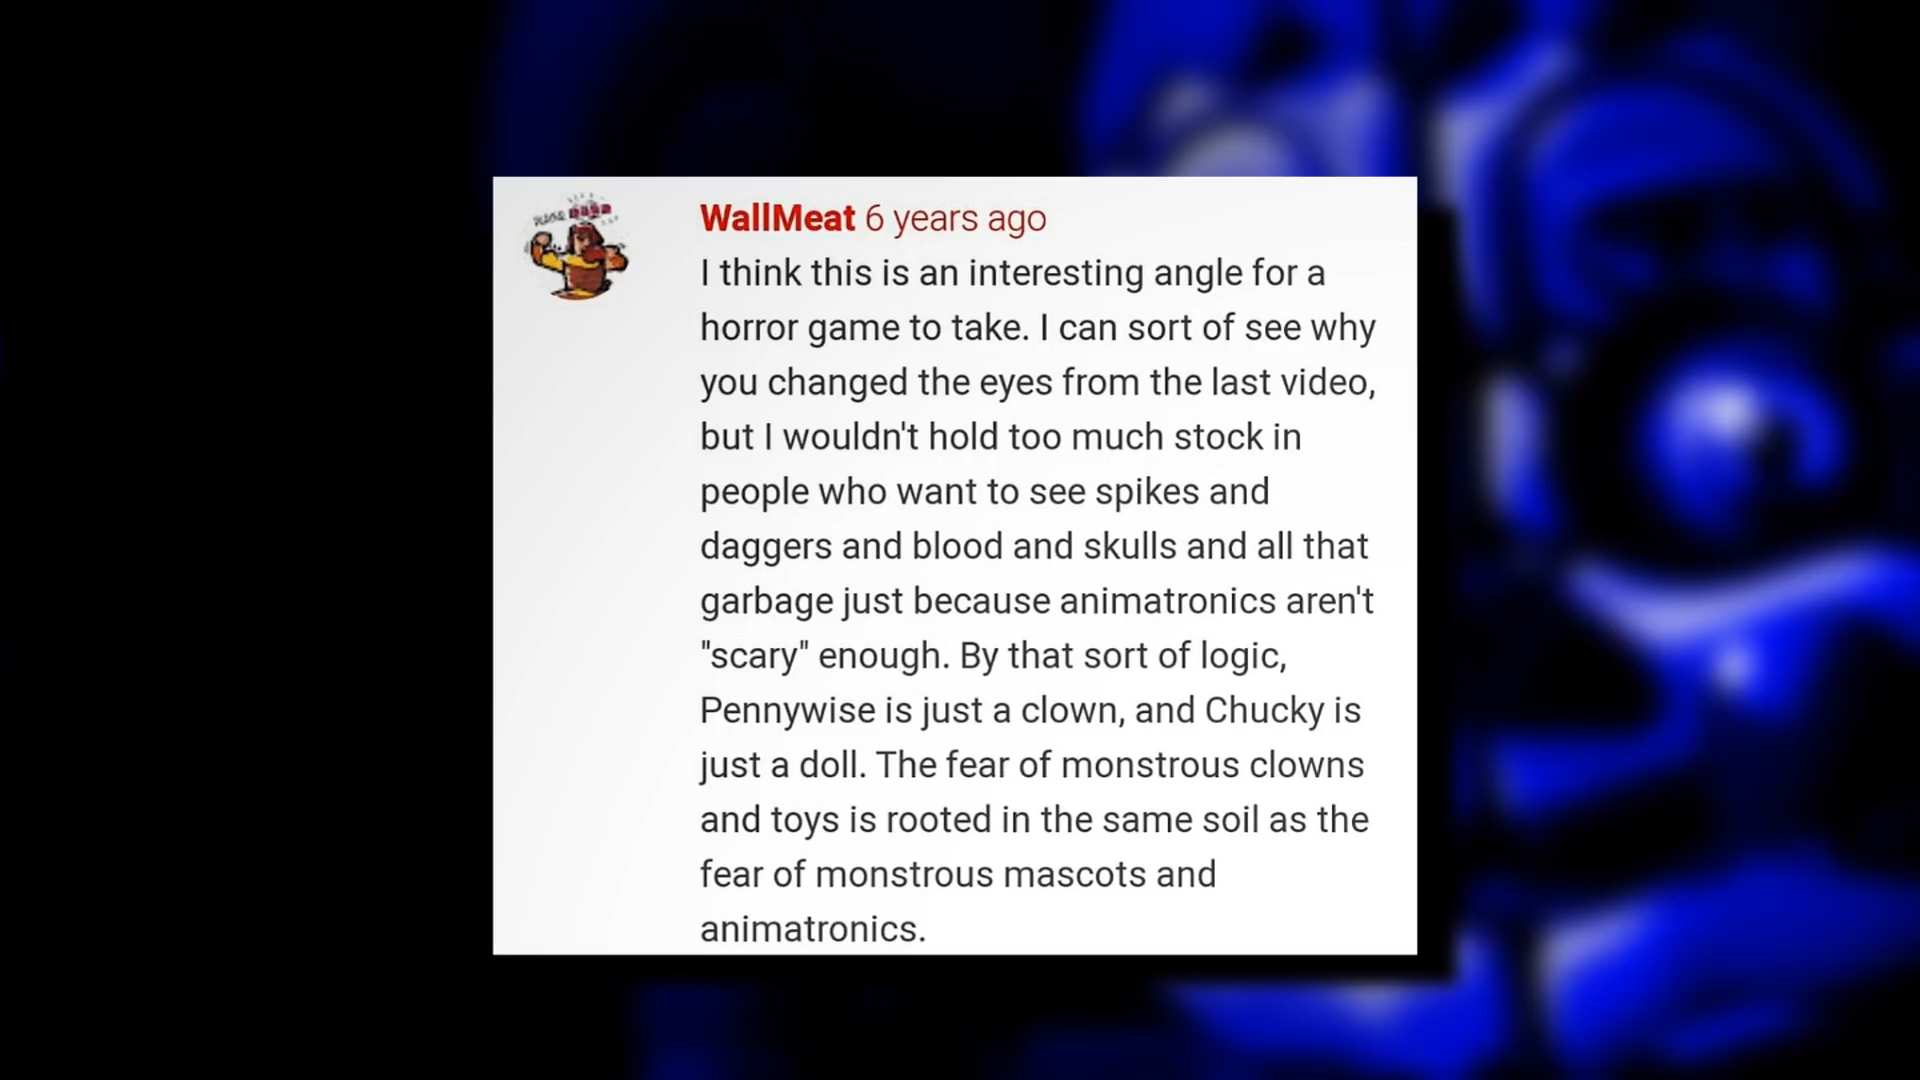 WallMeat 6 years ago
I think this is an interesting angle for a
horror game to take. I can sort of see why
you changed the eyes from the last video,
but I wouldn't hold too much stock in
people who want to see spikes and
daggers and blood and skulls and all that
garbage just because animatronics aren't
"scary" enough. By that sort of logic,
Pennywise is just a clown, and Chucky is
just a doll. The fear of monstrous clowns
and toys is rooted in the same soil as the
fear of monstrous mascots and
animatronics.